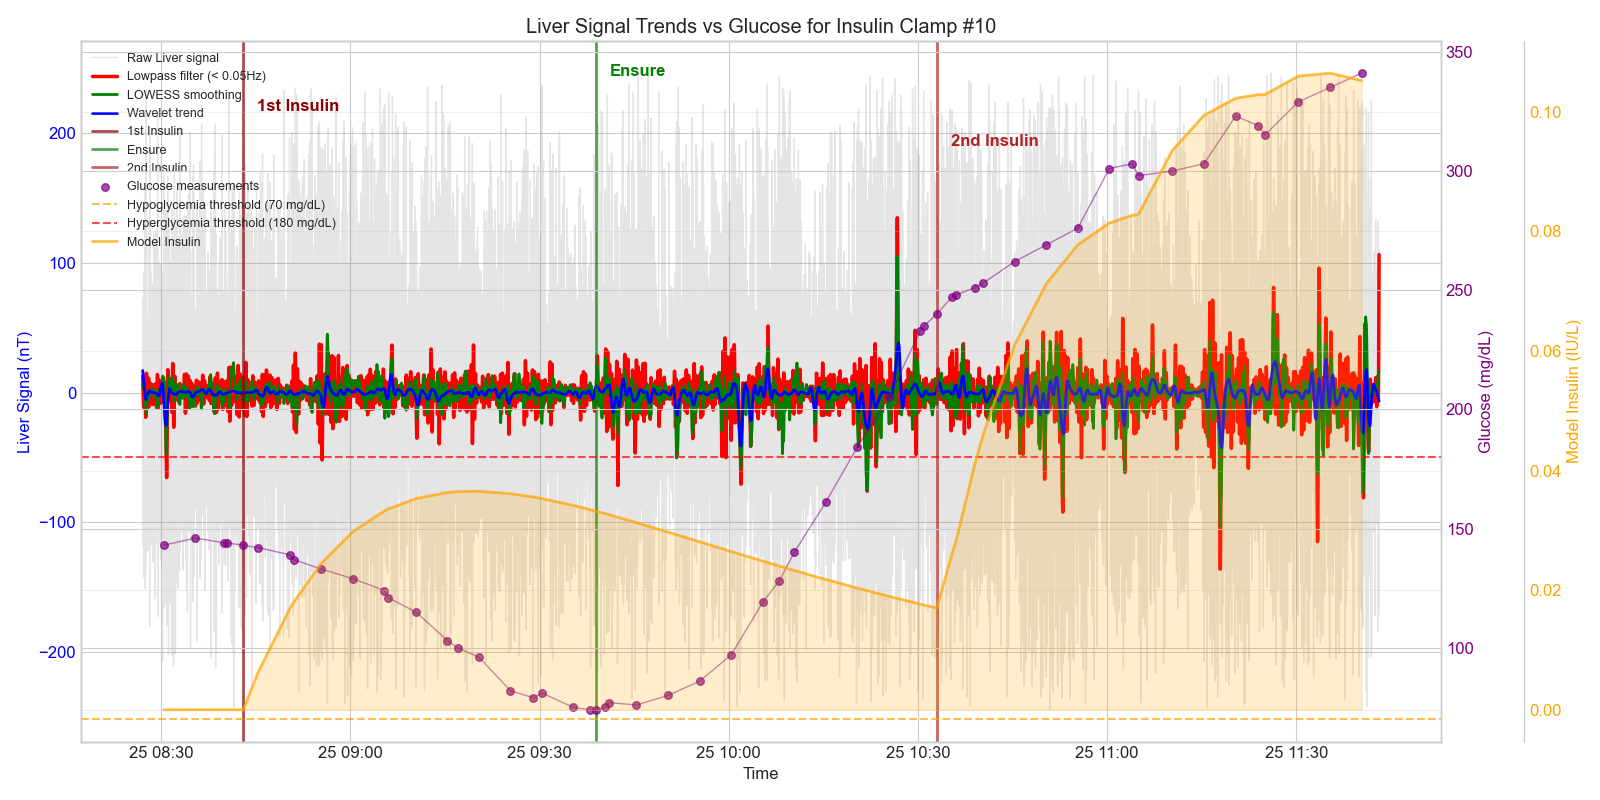 Liver Signal Trends vs Glucose for Insulin Clamp #10
Raw Liver signal
Lowpass filter (< 0.05Hz)
LOWESS smoothing
Wavelet trend
1st Insulin
Ensure
2nd Insulin
Glucose measurements
Hypoglycemia threshold (70 mg/dL)
Hyperglycemia threshold (180 mg/dL)
Model Insulin
1st Insulin
Ensure
2nd Insulin
Liver Signal (nT)
200
100
0
−100
−200
350
300
250
200
150
100
Glucose (mg/dL)
0.10
0.08
0.06
0.04
0.02
0.00
Model Insulin (IU/L)
25 08:30
25 09:00
25 09:30
25 10:00
25 10:30
25 11:00
25 11:30
Time